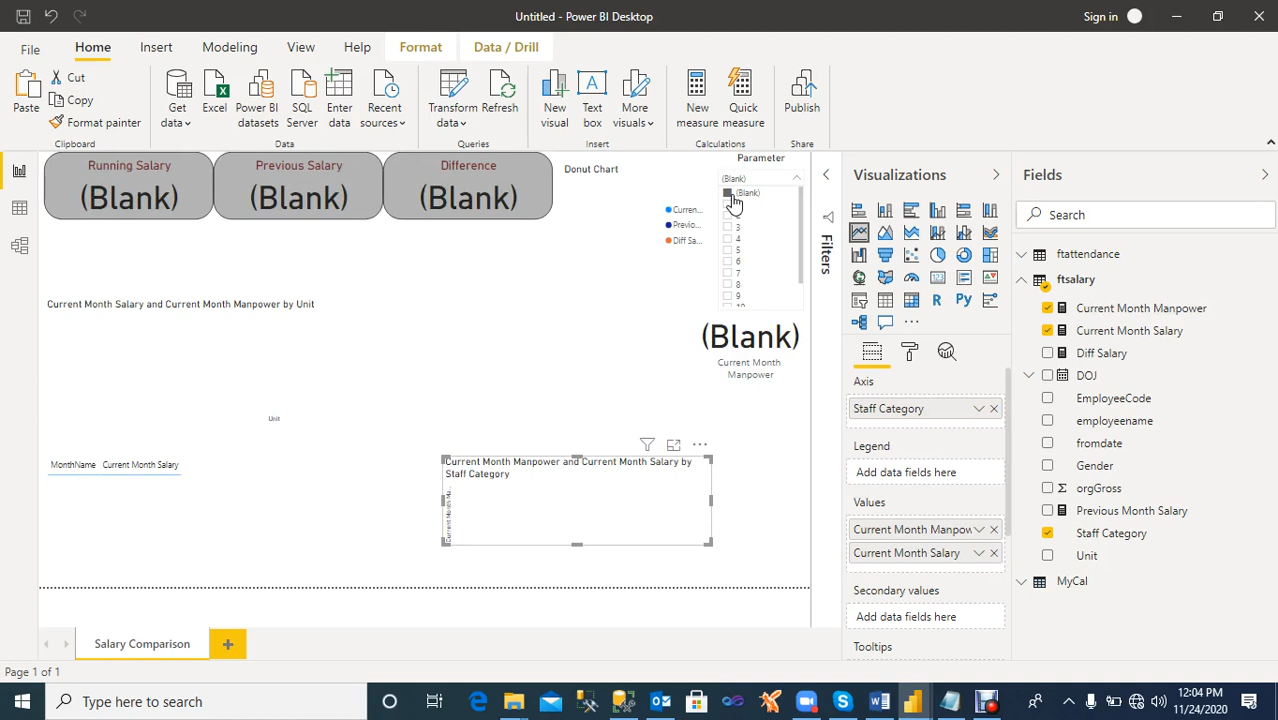 Untitled - Power BI Desktop
Sign in
File
Home
Insert
Modeling
View
Help
Format
Data / Drill
Paste
Cut
Copy
Format painter
Get data
Excel
Power BI datasets
SQL Server
Enter data
Recent sources
Transform data
Refresh
New visual
Text box
More visuals
New measure
Quick measure
Publish
Clipboard
Data
Queries
Insert
Calculations
Share
Running Salary
(Blank)
Previous Salary
(Blank)
Difference
(Blank)
Donut Chart
Curren...
Previo...
Diff Sa...
Parameter
(Blank)
(Blank)
3
4
5
6
7
8
9
10
Current Month Salary and Current Month Manpower by Unit
Unit
(Blank)
Current Month
Manpower
MonthName Current Month Salary
Current Month Manpower and Current Month Salary by
Staff Category
Current Month Ma...
Filters
Visualizations
R
Py
Axis
Staff Category
Legend
Add data fields here
Values
Current Month Manpow
Current Month Salary
Secondary values
Add data fields here
Tooltips
Fields
Search
ftattendance
ftsalary
Current Month Manpower
Current Month Salary
Diff Salary
DOJ
EmployeeCode
employeename
fromdate
Gender
orgGross
Previous Month Salary
Staff Category
Unit
MyCal
Salary Comparison
Page 1 of 1
Type here to search
12:04 PM
11/24/2020